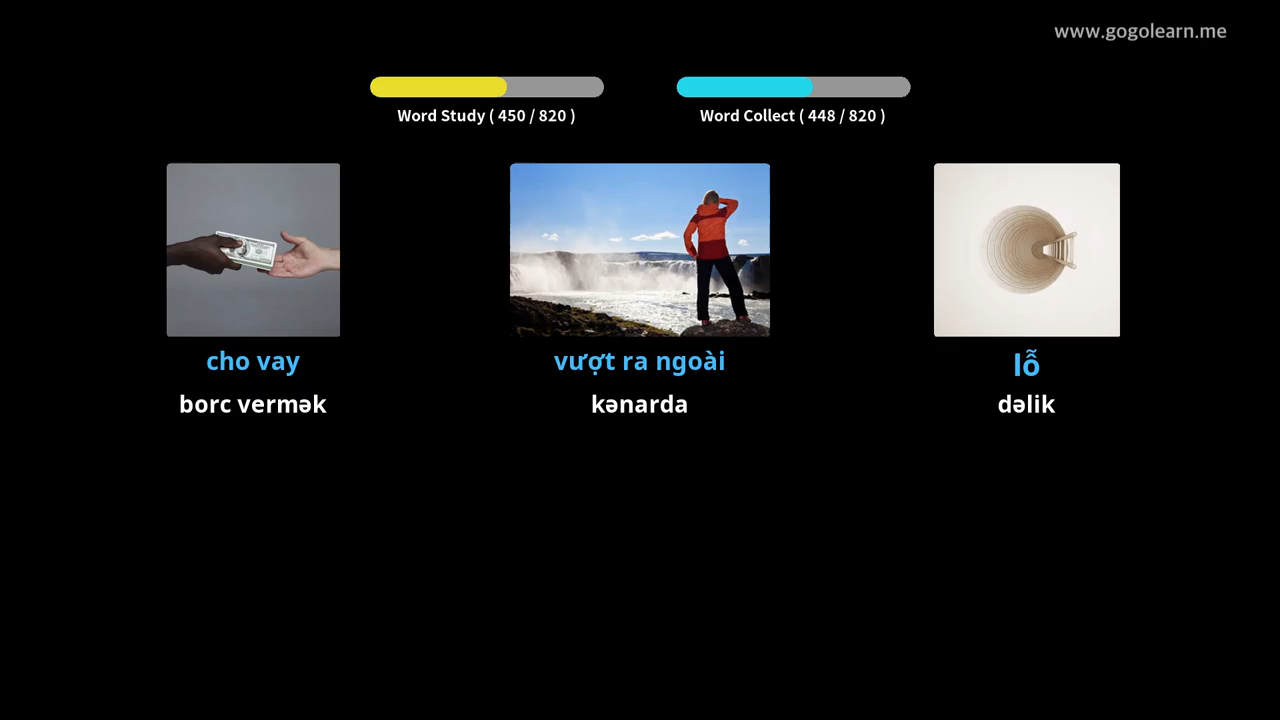 www.gogolearn.me
Word Study ( 450 / 820 )
Word Collect ( 448 / 820 )
cho vay
vượt ra ngoài
lỗ
borc vermək
kənarda
dəlik